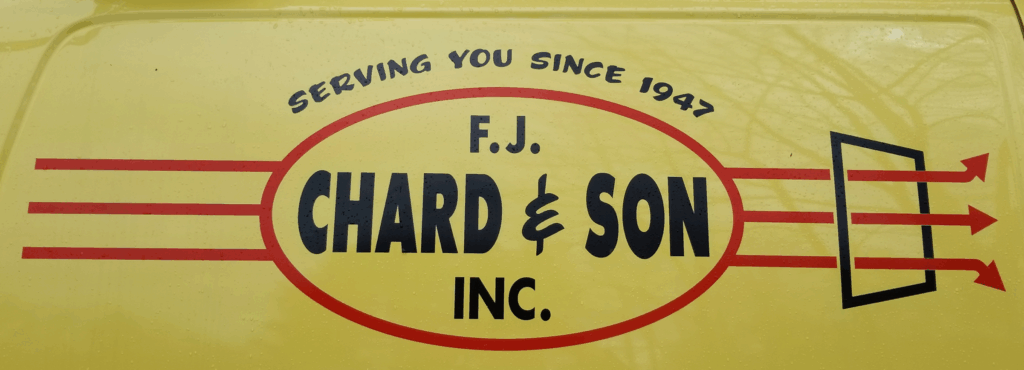 SERVING YOU SINCE 1947
F.J.
CHARD & SON
INC.